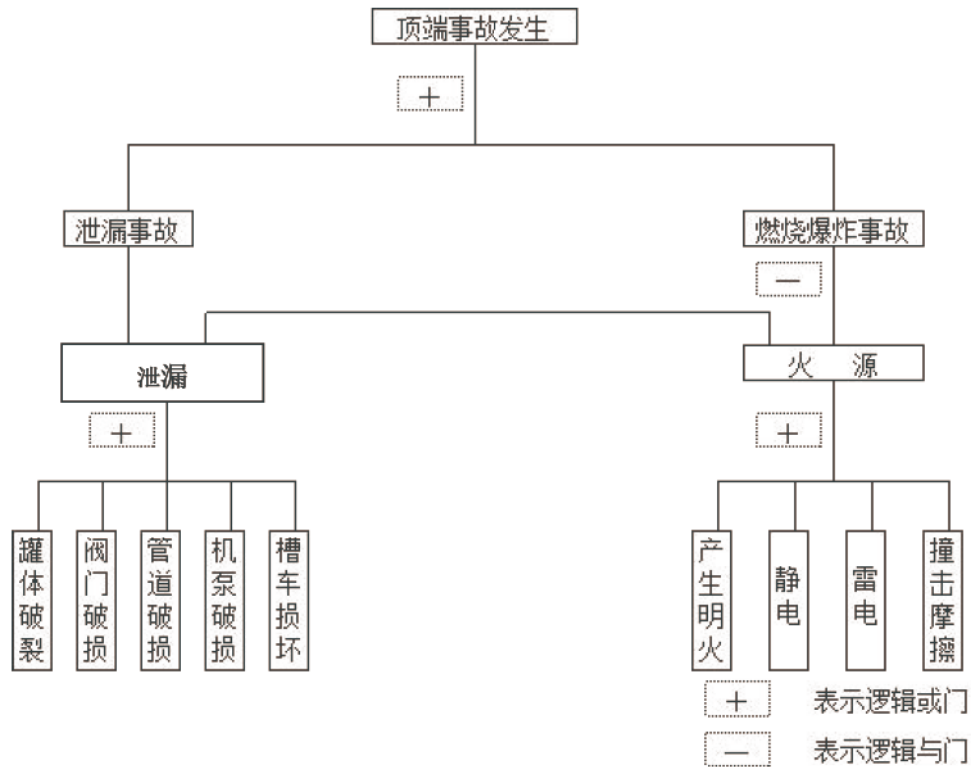 顶端事故发生
+
泄漏事故
燃烧爆炸事故
—
泄漏
火 源
+
+
罐体破裂
阀门破损
管道破损
机泵破损
槽车损坏
产生明火
静电
雷电
撞击摩擦
+ 表示逻辑或门
— 表示逻辑与门